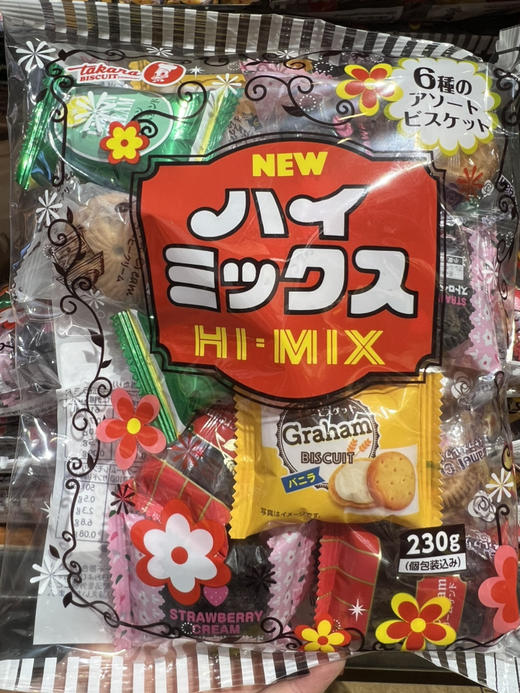 Takara
BISCUIT
6種の
アソート
ビスケット
NEW
ハイ
ミックス
HI-MIX
Graham
BISCUIT
バニラ
写真はイメージです。
STRAWBERRY
CREAM
230g
(個包装込み)